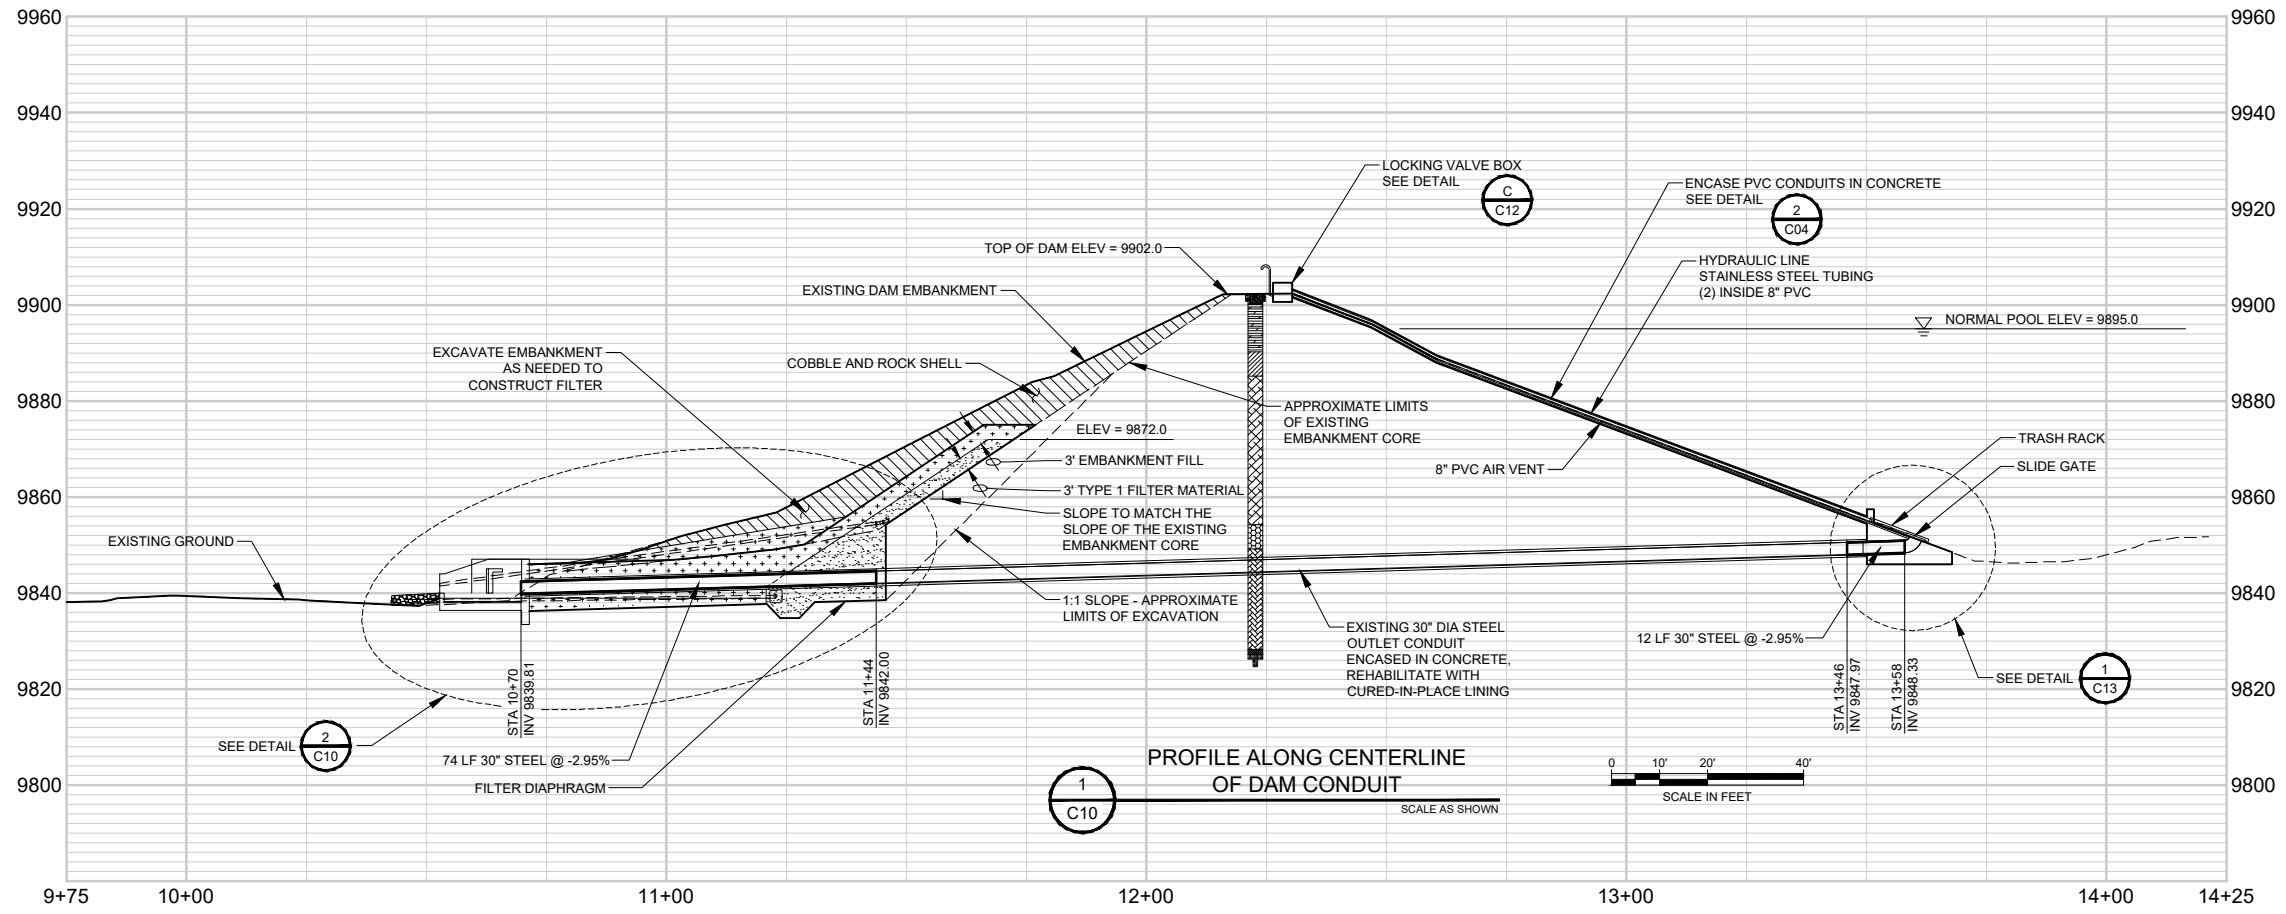 9960
9960
9940
9940
9920
9920
9900
9900
9880
9880
9860
9860
9840
9840
9820
9820
9800
9800
LOCKING VALVE BOX
SEE DETAIL
C
C12
ENCASE PVC CONDUITS IN CONCRETE
SEE DETAIL
2
C04
TOP OF DAM ELEV = 9902.0
HYDRAULIC LINE
STAINLESS STEEL TUBING
(2) INSIDE 8" PVC
EXISTING DAM EMBANKMENT
NORMAL POOL ELEV = 9895.0
EXCAVATE EMBANKMENT
AS NEEDED TO
CONSTRUCT FILTER
COBBLE AND ROCK SHELL
APPROXIMATE LIMITS
OF EXISTING
EMBANKMENT CORE
ELEV = 9872.0
3' EMBANKMENT FILL
3' TYPE 1 FILTER MATERIAL
SLOPE TO MATCH THE
SLOPE OF THE EXISTING
EMBANKMENT CORE
8" PVC AIR VENT
TRASH RACK
SLIDE GATE
EXISTING GROUND
1:1 SLOPE - APPROXIMATE
LIMITS OF EXCAVATION
EXISTING 30" DIA STEEL
OUTLET CONDUIT
ENCASED IN CONCRETE,
REHABILITATE WITH
CURED-IN-PLACE LINING
12 LF 30" STEEL @ -2.95%
STA 10+70
INV 9839.81
STA 11+44
INV 9842.00
STA 13+46
INV 9847.97
STA 13+58
INV 9848.33
SEE DETAIL
1
C13
SEE DETAIL
2
C10
74 LF 30" STEEL @ -2.95%
FILTER DIAPHRAGM
1
C10
PROFILE ALONG CENTERLINE
OF DAM CONDUIT
SCALE AS SHOWN
0 10' 20' 40'
SCALE IN FEET
9+75 10+00 11+00 12+00 13+00 14+00 14+25